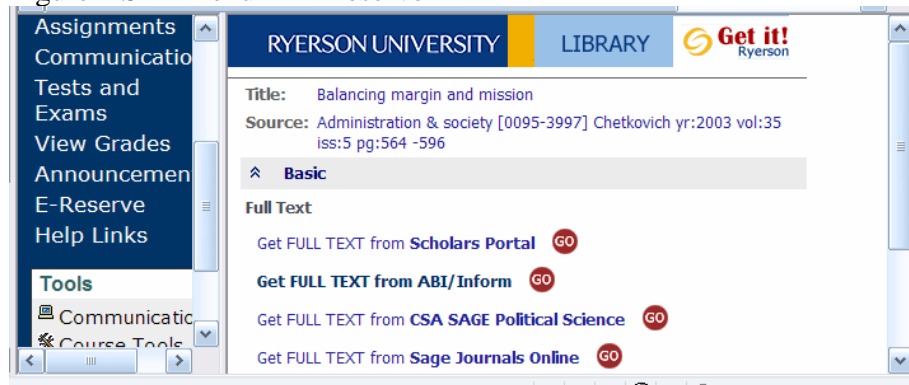 Assignments
Communicatio
Tests and
Exams
View Grades
Announcemen
E-Reserve
Help Links
Tools
Communicatic
Course Tools
RYERSON UNIVERSITY LIBRARY Get it!
Ryerson
Title: Balancing margin and mission
Source: Administration & society [0095-3997] Chetkovich yr:2003 vol:35
iss:5 pg:564 -596
Basic
Full Text
Get FULL TEXT from Scholars Portal GO
Get FULL TEXT from ABI/Inform GO
Get FULL TEXT from CSA SAGE Political Science GO
Get FULL TEXT from Sage Journals Online GO